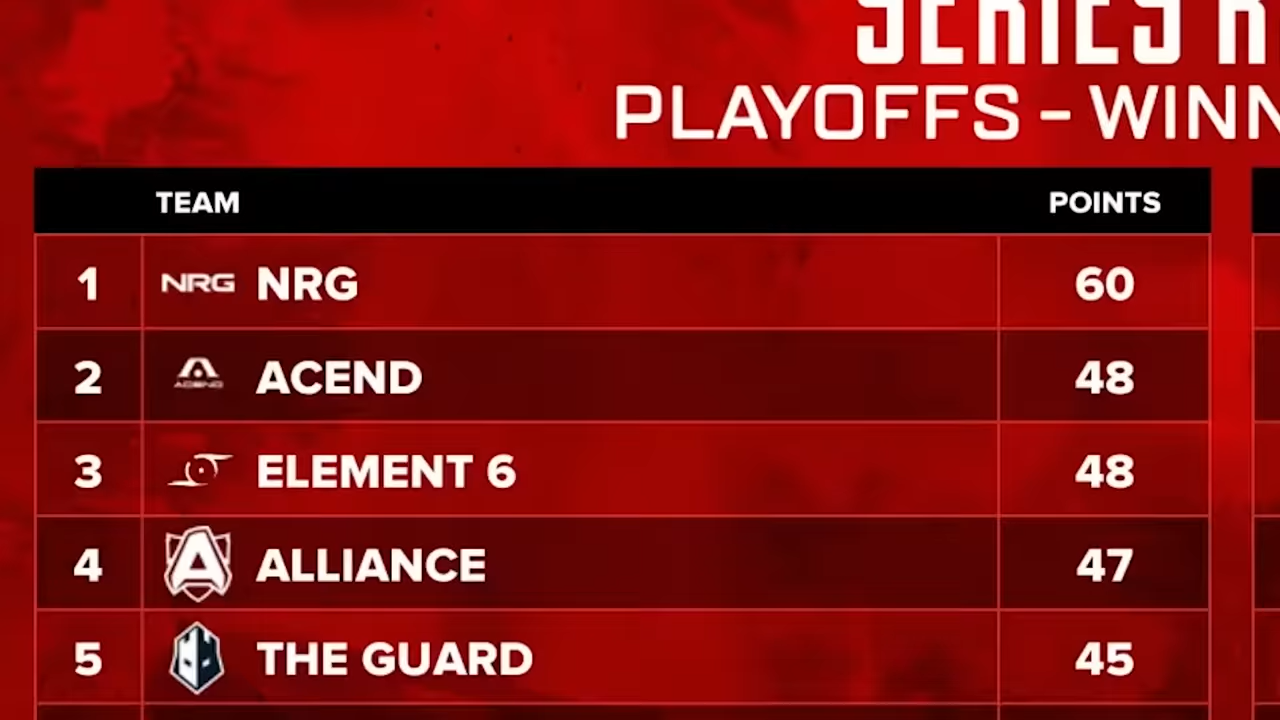 PLAYOFFS –
TEAM POINTS
1 NRG NRG 60
2 ACEND ACEND 48
3 ELEMENT 6 48
4 A ALLIANCE 47
5 THE GUARD 45